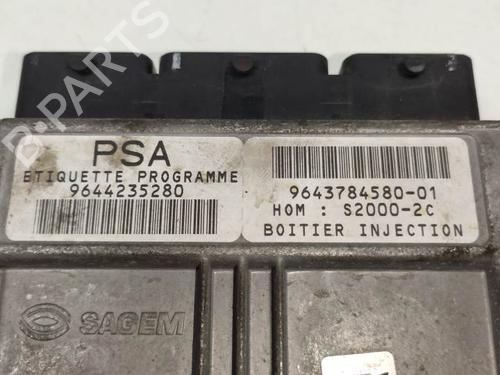 B-PARTS
PSA
ETIQUETTE PROGRAMME
9644235280
9643784580-01
HOM : S2000-2C
BOITIER INJECTION
SAGEM